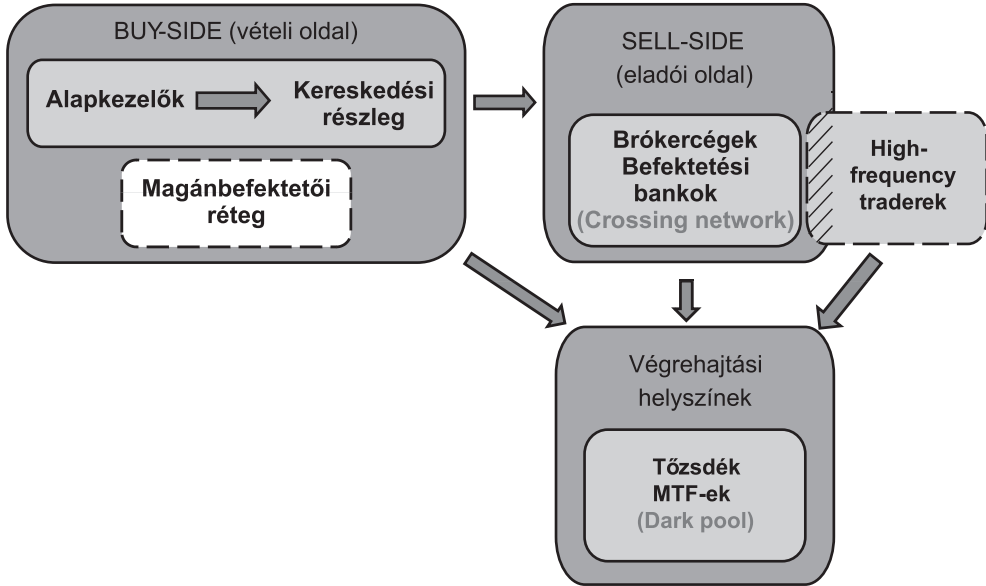 BUY-SIDE (vételi oldal)
Alapkezelők
Kereskedési
részleg
Magánbefektetői
réteg
SELL-SIDE
(eladói oldal)
Brókercégek
Befektetési
bankok
(Crossing network)
High-
frequency
traderek
Végrehajtási
helyszínek
Tőzsdék
MTF-ek
(Dark pool)